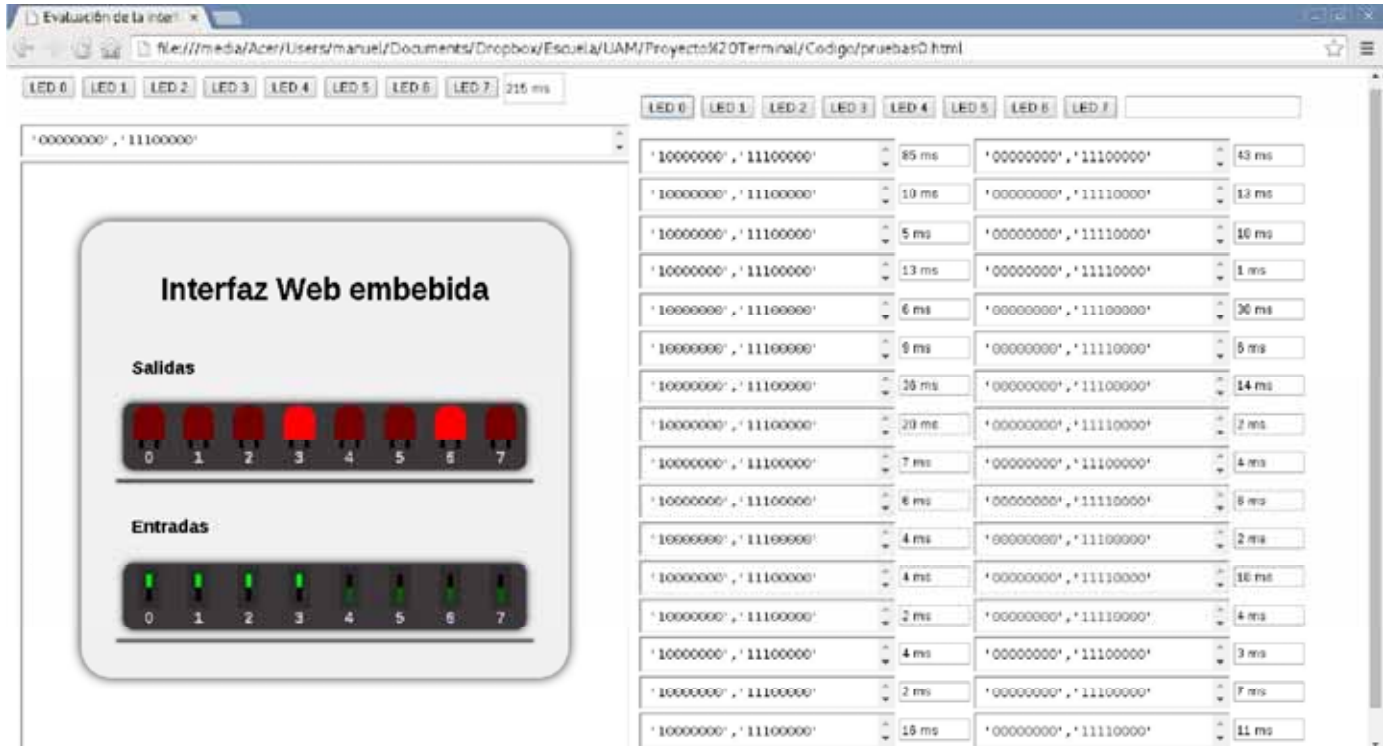 Evaluación de la interf
file:///media/Acer/Users/manuel/Documents/Dropbox/Escuela/UAM/Proyecto%20Terminal/Codigo/pruebas0.html
LED 0 LED 1 LED 2 LED 3 LED 4 LED 5 LED 6 LED 7 215 ms
'00000000','11100000'
Interfaz Web embebida
Salidas
0 1 2 3 4 5 6 7
Entradas
0 1 2 3 4 5 6 7
LED 0 LED 1 LED 2 LED 3 LED 4 LED 5 LED 6 LED 7
'10000000','11100000' 85 ms '00000000','11100000' 43 ms
'10000000','11100000' 10 ms '00000000','11110000' 13 ms
'10000000','11100000' 5 ms '00000000','11110000' 10 ms
'10000000','11100000' 13 ms '00000000','11110000' 1 ms
'10000000','11100000' 6 ms '00000000','11100000' 30 ms
'10000000','11100000' 9 ms '00000000','11110000' ms
'10000000','11100000' ms '00000000','11100000' 14 ms
'10000000','11100000' 20 ms '00000000','11110000' 2 ms
'10000000','11100000' 7 ms '00000000','11100000' 4 ms
'10000000','11100000' 6 ms '00000000','11110000' ms
'10000000','11100000' 4 ms '00000000','11100000' 2 ms
'10000000','11100000' 4 ms '00000000','11110000' 10 ms
'10000000','11100000' 2 ms '00000000','11110000' 4 ms
'10000000','11100000' 4 ms '00000000','11100000' 3 ms
'10000000','11100000' 2 ms '00000000','11110000' 7 ms
'10000000','11100000' ms '00000000','11100000' 11 ms